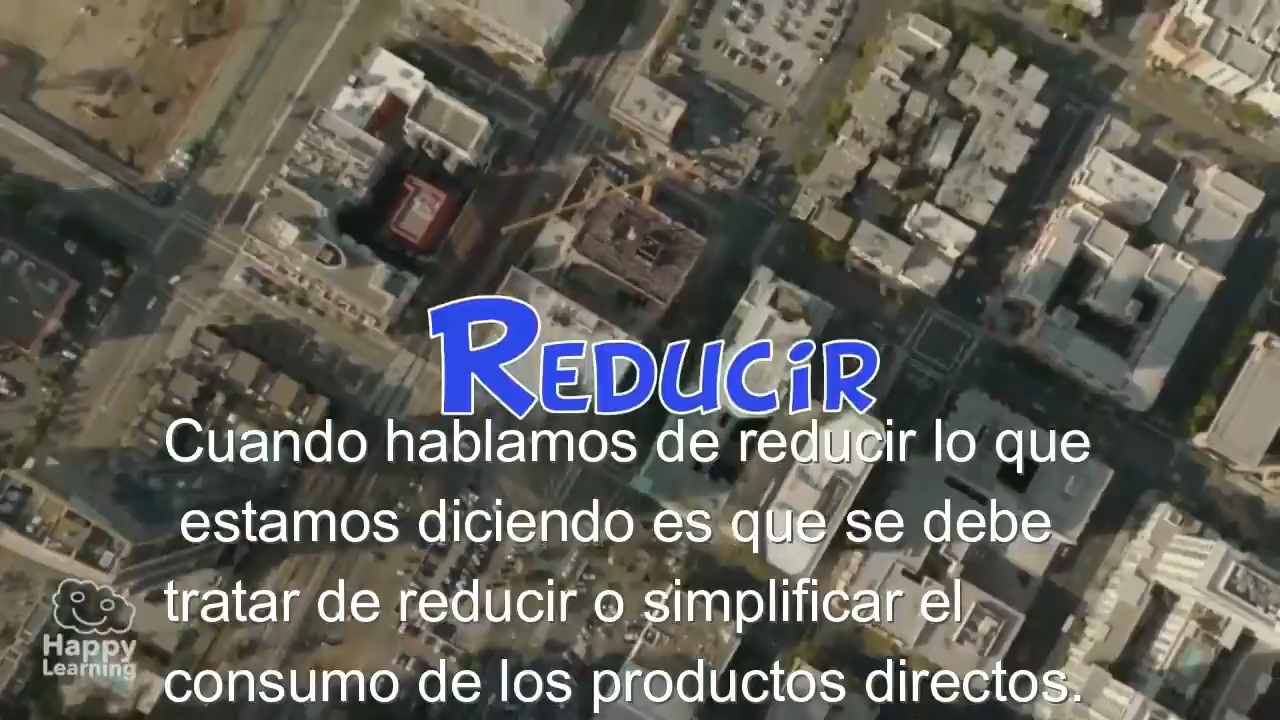 REDUCiR
Cuando hablamos de reducir lo que
estamos diciendo es que se debe
tratar de reducir o simplificar el
consumo de los productos directos.
Happy
Learning